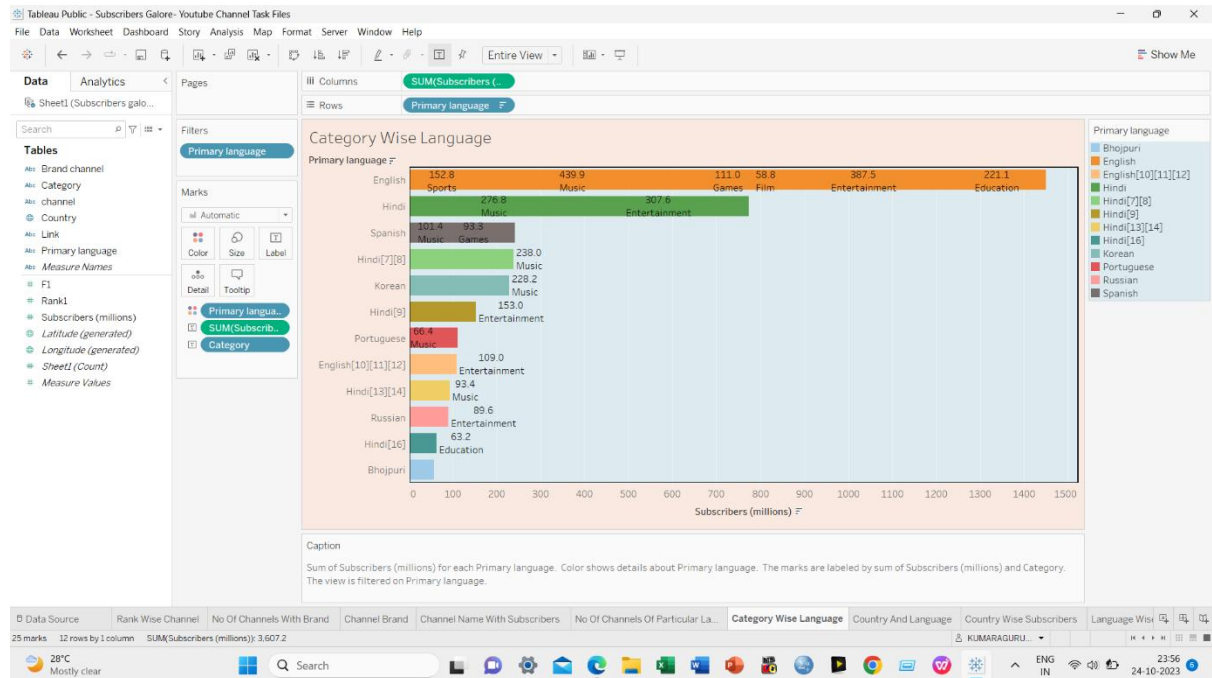 Tableau Public - Subscribers Galore- Youtube Channel Task Files
File Data Worksheet Dashboard Story Analysis Map Format Server Window Help
Entire View
Show Me
Data Analytics
Sheet1 (Subscribers galo...
Search
Tables
Abc Brand channel
Abc Category
Abc channel
Country
Abc Link
Abc Primary language
Abc Measure Names
# F1
# Rank1
# Subscribers (millions)
Latitude (generated)
Longitude (generated)
# Sheet1 (Count)
# Measure Values
Pages
Filters
Primary language
Marks
Automatic
Color Size Label
Detail Tooltip
Primary langua..
SUM(Subscrib..
Category
Columns SUM(Subscribers (..
Rows Primary language
Category Wise Language
Primary language
English 152.8 439.9 111.0 58.8 387.5 221.1
Sports Music Games Film Entertainment Education
Hindi 276.8 307.6
Music Entertainment
Spanish 101.4 93.3
Music Games
Hindi[7][8] 238.0
Music
Korean 228.2
Music
Hindi[9] 153.0
Entertainment
Portuguese 66.4
Music
English[10][11][12] 109.0
Entertainment
Hindi[13][14] 93.4
Music
Russian 89.6
Entertainment
Hindi[16] 63.2
Education
Bhojpuri
0 100 200 300 400 500 600 700 800 900 1000 1100 1200 1300 1400 1500
Subscribers (millions)
Primary language
Bhojpuri
English
English[10][11][12]
Hindi
Hindi[7][8]
Hindi[9]
Hindi[13][14]
Hindi[16]
Korean
Portuguese
Russian
Spanish
Caption
Sum of Subscribers (millions) for each Primary language. Color shows details about Primary language. The marks are labeled by sum of Subscribers (millions) and Category.
The view is filtered on Primary language.
Data Source Rank Wise Channel No Of Channels With Brand Channel Brand Channel Name With Subscribers No Of Channels Of Particular La... Category Wise Language Country And Language Country Wise Subscribers Language Wis
25 marks 12 rows by 1 column SUM(Subscribers (millions)): 3,607.2 KUMARAGURU...
28°C
Mostly clear
Search
ENG
IN
23:56
24-10-2023